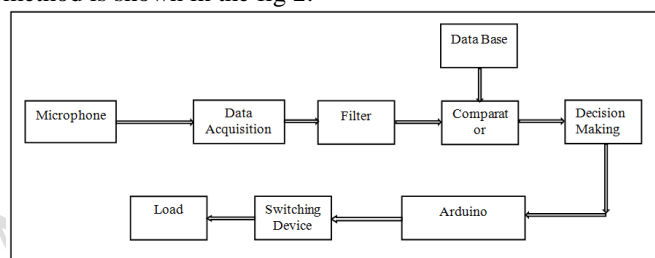 method is shown in the fig 2.
Data Base
Microphone
Data
Acquisition
Filter
Comparat
or
Decision
Making
Load
Switching
Device
Arduino